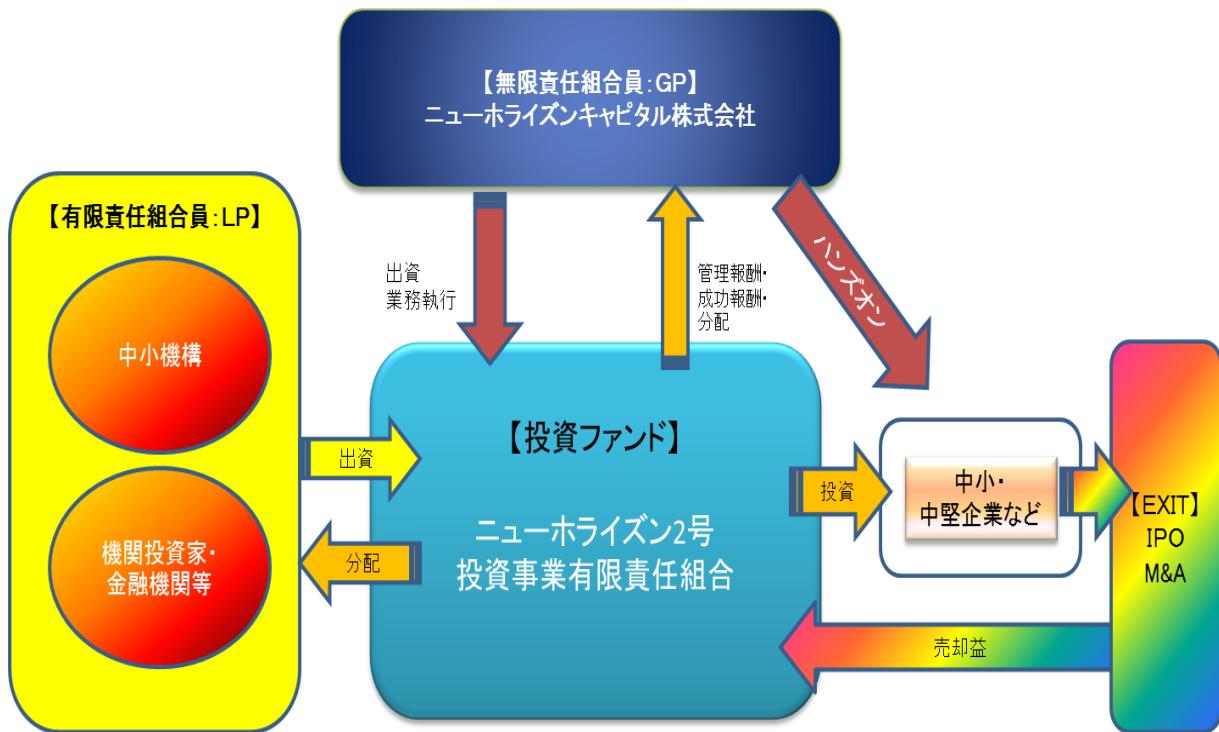 【無限責任組合員:GP】
ニューホライズンキャピタル株式会社
【有限責任組合員:LP】
中小機構
機関投資家・
金融機関等
出資
業務執行
管理報酬・
成功報酬・
分配
ハンズオン
出資
分配
【投資ファンド】
ニューホライズン2号
投資事業有限責任組合
投資
中小・
中堅企業など
【EXIT】
IPO
M&A
売却益